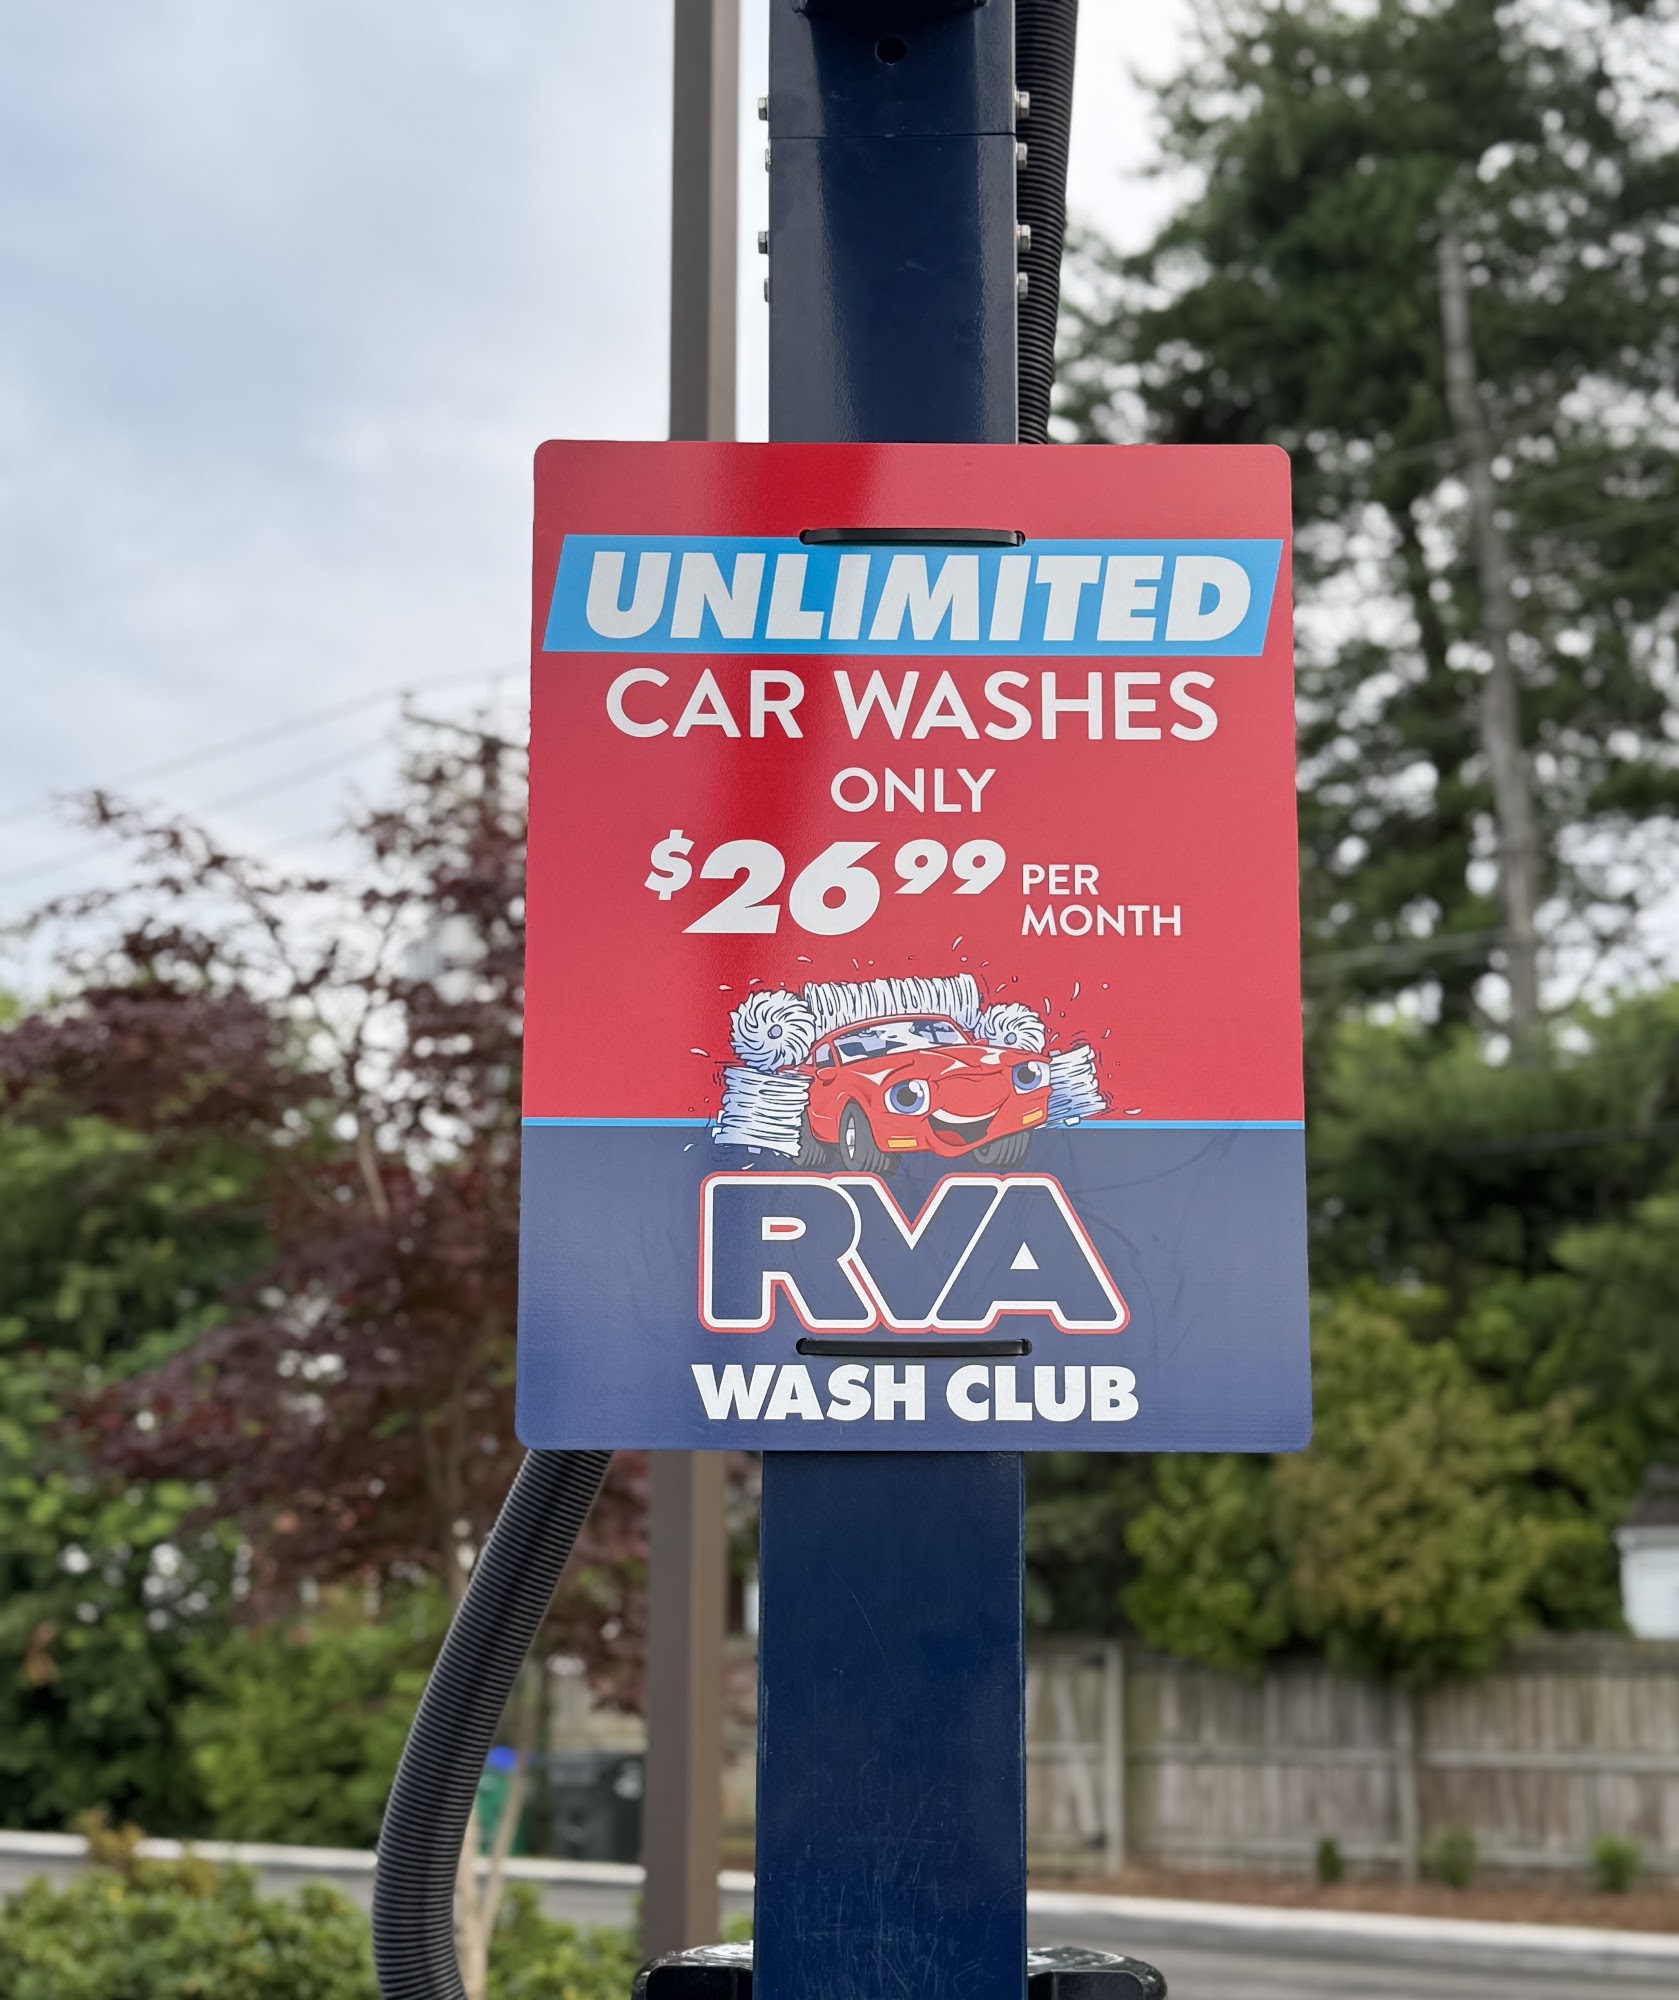 UNLIMITED
CAR WASHES
ONLY
$26 99 PER
MONTH
RVA
WASH CLUB